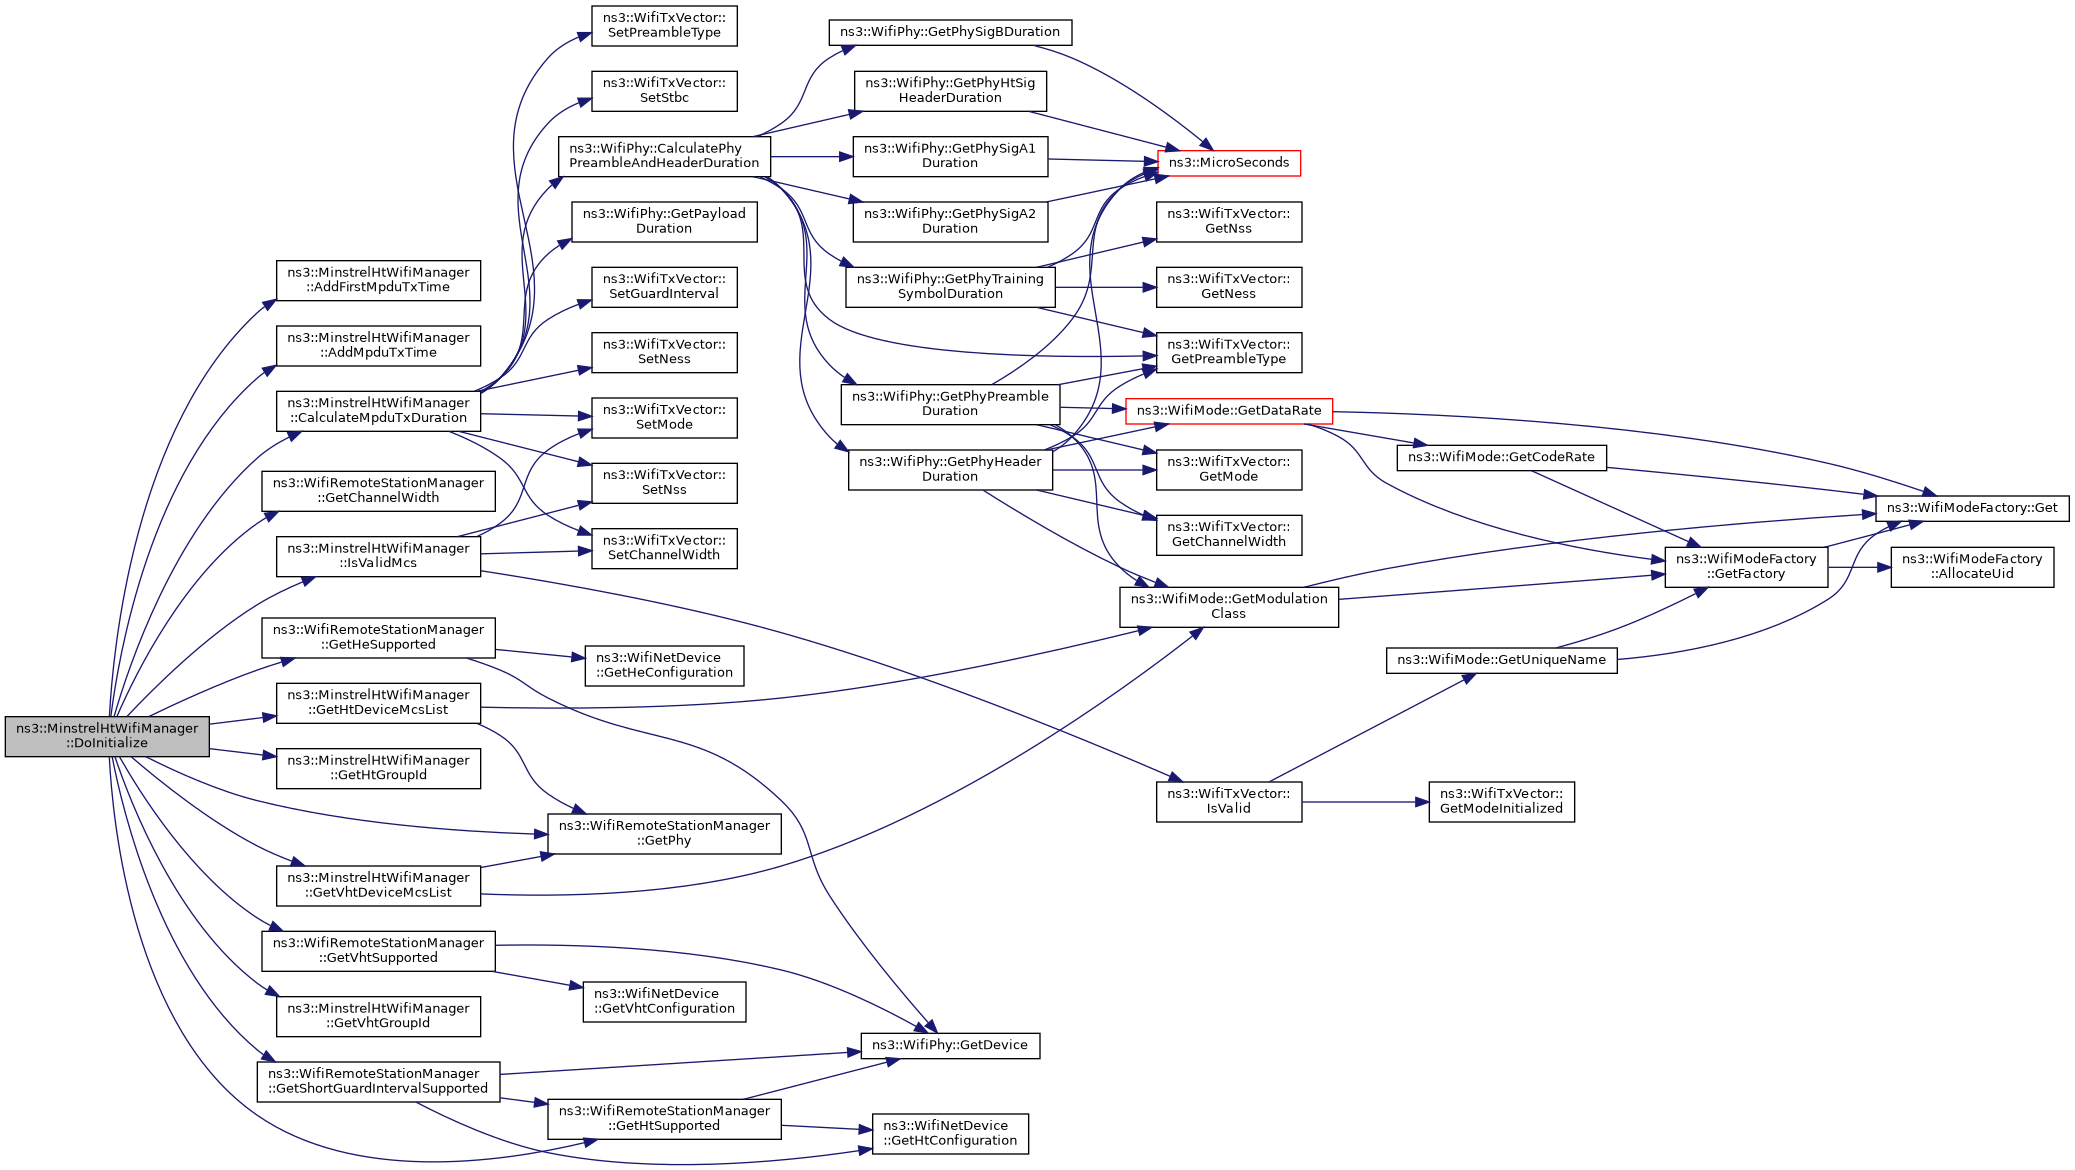 ns3::MinstrelHtWifiManager
::DoInitialize
ns3::MinstrelHtWifiManager
::AddFirstMpduTxTime
ns3::MinstrelHtWifiManager
::AddMpduTxTime
ns3::MinstrelHtWifiManager
::CalculateMpduTxDuration
ns3::WifiRemoteStationManager
::GetChannelWidth
ns3::MinstrelHtWifiManager
::IsValidMcs
ns3::WifiRemoteStationManager
::GetHeSupported
ns3::MinstrelHtWifiManager
::GetHtDeviceMcsList
ns3::MinstrelHtWifiManager
::GetHtGroupId
ns3::MinstrelHtWifiManager
::GetVhtDeviceMcsList
ns3::WifiRemoteStationManager
::GetVhtSupported
ns3::MinstrelHtWifiManager
::GetVhtGroupId
ns3::WifiRemoteStationManager
::GetShortGuardIntervalSupported
ns3::WifiTxVector::
SetPreambleType
ns3::WifiTxVector::
SetStbc
ns3::WifiPhy::CalculatePhy
PreambleAndHeaderDuration
ns3::WifiPhy::GetPayload
Duration
ns3::WifiTxVector::
SetGuardInterval
ns3::WifiTxVector::
SetNess
ns3::WifiTxVector::
SetMode
ns3::WifiTxVector::
SetNss
ns3::WifiTxVector::
SetChannelWidth
ns3::WifiNetDevice
::GetHeConfiguration
ns3::WifiRemoteStationManager
::GetPhy
ns3::WifiNetDevice
::GetVhtConfiguration
ns3::WifiRemoteStationManager
::GetHtSupported
ns3::WifiPhy::GetPhySigBDuration
ns3::WifiPhy::GetPhyHtSig
HeaderDuration
ns3::WifiPhy::GetPhySigA1
Duration
ns3::WifiPhy::GetPhySigA2
Duration
ns3::WifiPhy::GetPhyTraining
SymbolDuration
ns3::WifiPhy::GetPhyPreamble
Duration
ns3::WifiPhy::GetPhyHeader
Duration
ns3::WifiPhy::GetDevice
ns3::WifiNetDevice
::GetHtConfiguration
ns3::MicroSeconds
ns3::WifiTxVector::
GetNss
ns3::WifiTxVector::
GetNess
ns3::WifiTxVector::
GetPreambleType
ns3::WifiMode::GetDataRate
ns3::WifiTxVector::
GetMode
ns3::WifiTxVector::
GetChannelWidth
ns3::WifiMode::GetModulation
Class
ns3::WifiTxVector::
IsValid
ns3::WifiMode::GetCodeRate
ns3::WifiMode::GetUniqueName
ns3::WifiTxVector::
GetModeInitialized
ns3::WifiModeFactory
::GetFactory
ns3::WifiModeFactory::Get
ns3::WifiModeFactory
::AllocateUid